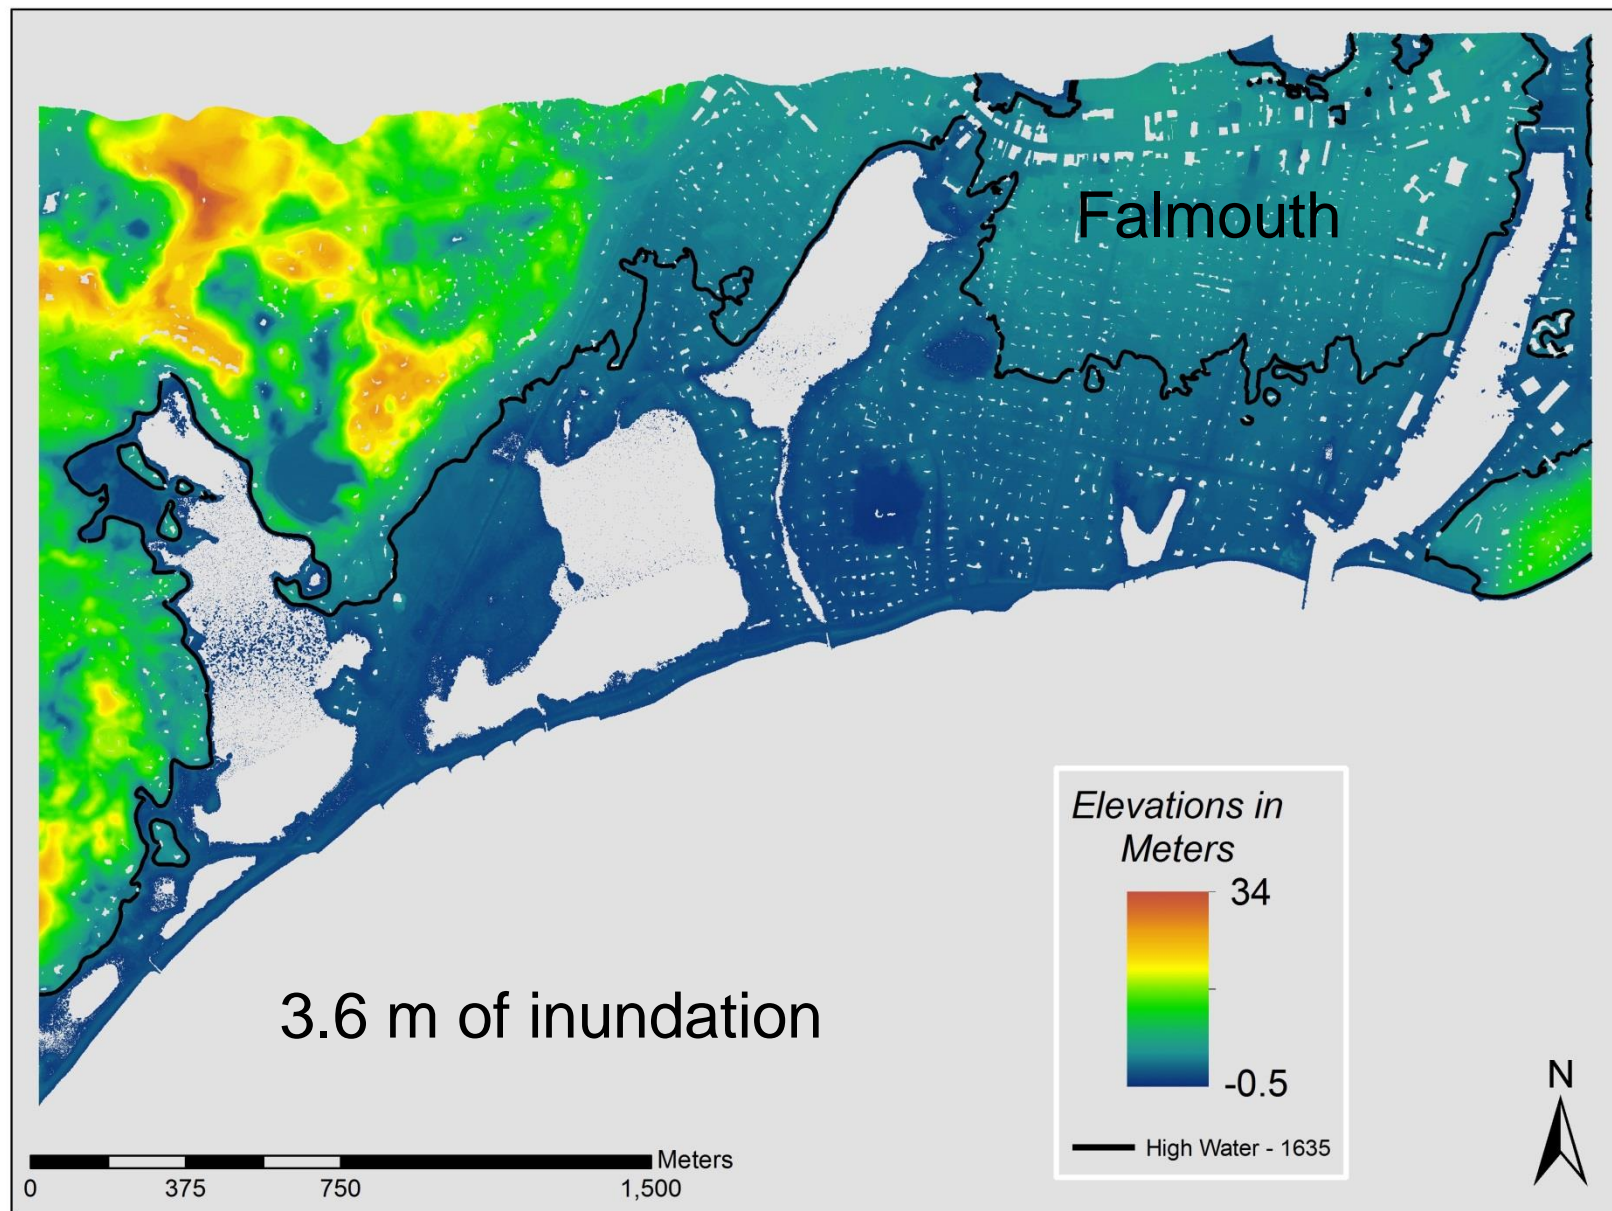 Falmouth
3.6 m of inundation
Elevations in
Meters
34
-0.5
High Water - 1635
N
Meters
0 375 750 1,500